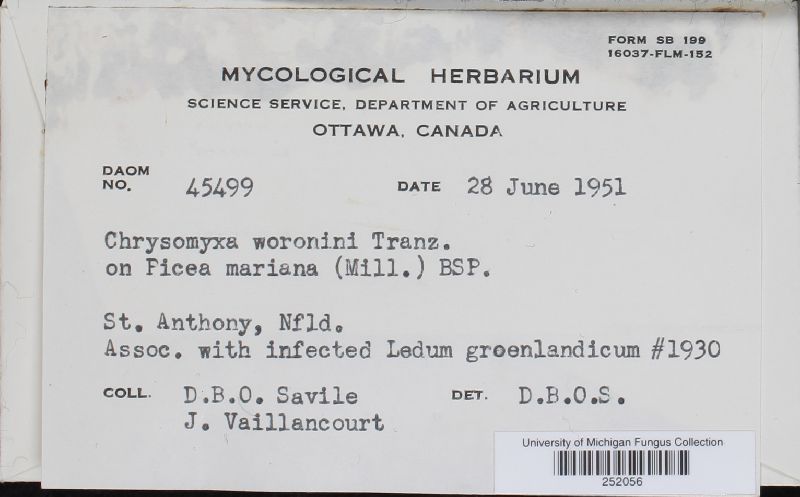 FORM SB 199
16037-FLM-152
MYCOLOGICAL HERBARIUM
SCIENCE SERVICE, DEPARTMENT OF AGRICULTURE
OTTAWA, CANADA
DAOM NO. 45499 DATE 28 June 1951
Chrysomyxa woronini Tranz.
on Picea mariana (Mill.) BSP.
St. Anthony, Nfld.
Assoc. with infected Ledum groenlandicum #1930
COLL. D.B.O. Savile DET. D.B.O.S.
J. Vaillancourt
University of Michigan Fungus Collection
252056